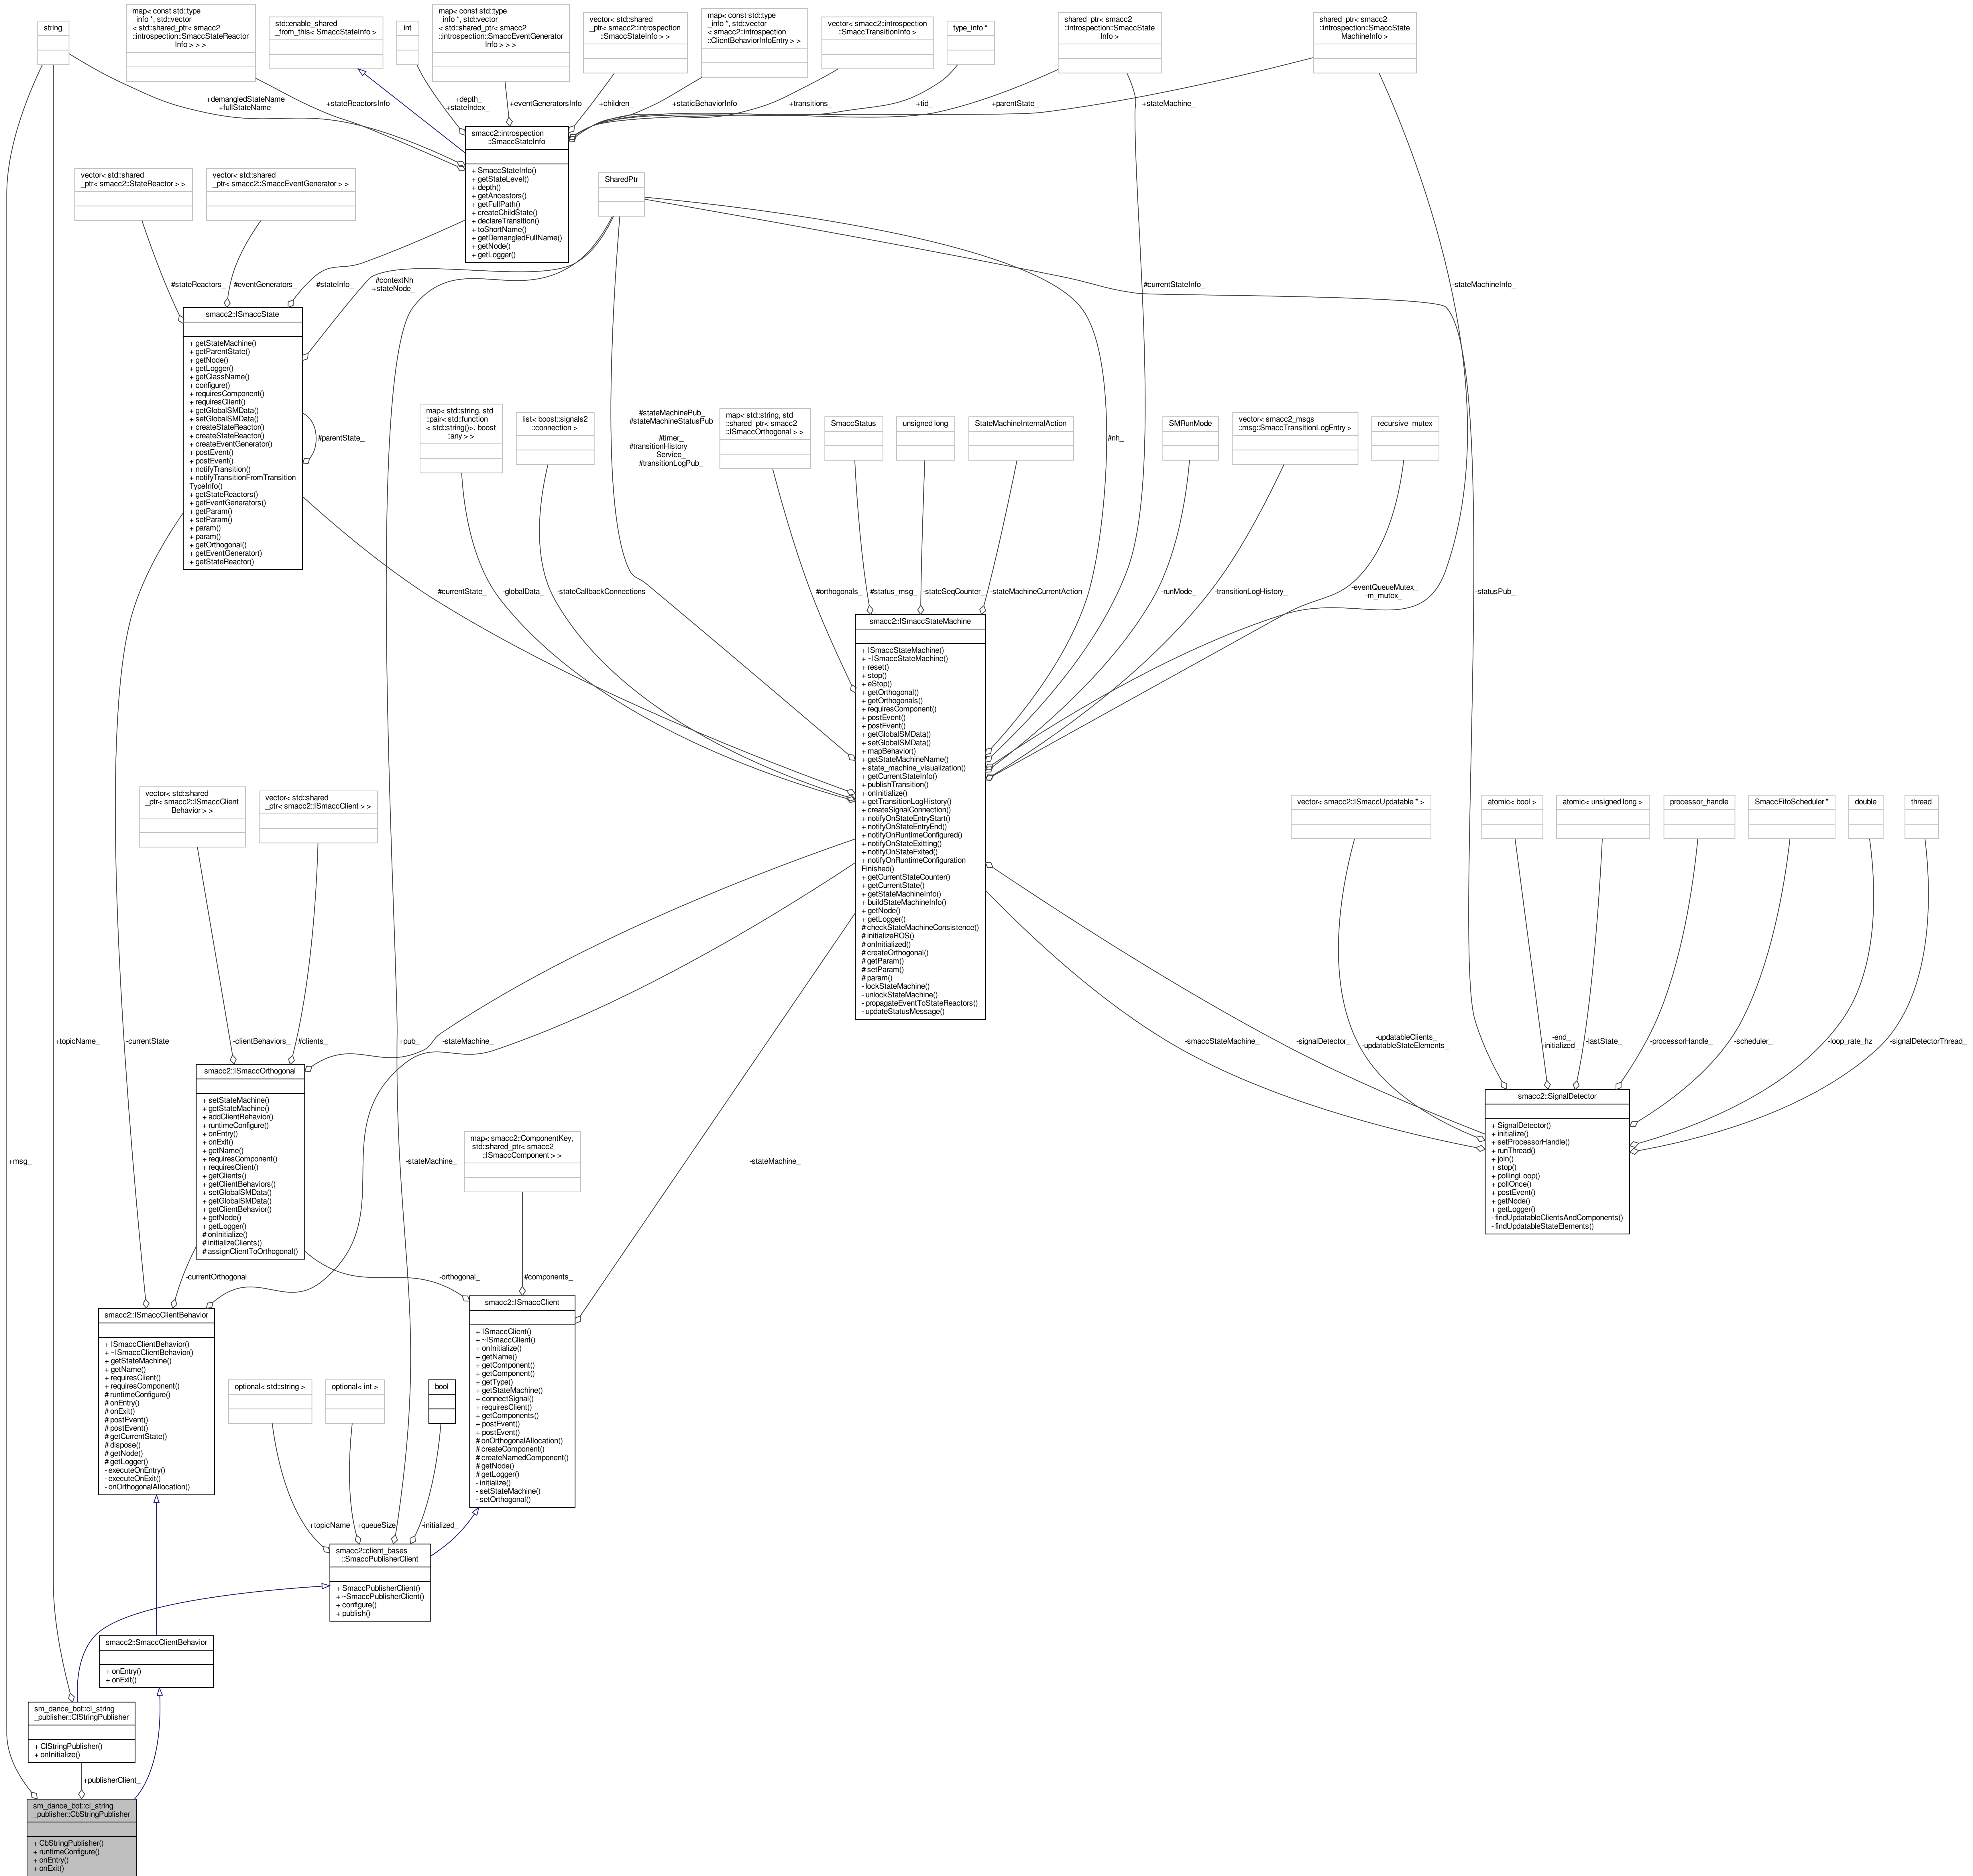 string
map< const std::type
_info *, std::vector
< std::shared_ptr< smacc2
::introspection::SmaccStateReactor
Info > > >
std::enable_shared
_from_this< SmaccStateInfo >
int
map< const std::type
_info *, std::vector
< std::shared_ptr< smacc2
::introspection::SmaccEventGenerator
Info > > >
vector< std::shared
_ptr< smacc2::introspection
::SmaccStateInfo > >
map< const std::type
_info *, std::vector
< smacc2::introspection
::ClientBehaviorInfoEntry > >
vector< smacc2::introspection
::SmaccTransitionInfo >
type_info *
shared_ptr< smacc2
::introspection::SmaccState
Info >
shared_ptr< smacc2
::introspection::SmaccState
MachineInfo >
+demangledStateName
+fullStateName
+stateReactorsInfo
+depth_
+stateIndex_
+eventGeneratorsInfo
+children_
+staticBehaviorInfo
+transitions_
+tid_
+parentState_
+stateMachine_
smacc2::introspection
::SmaccStateInfo
+ SmaccStateInfo()
+ getStateLevel()
+ depth()
+ getAncestors()
+ getFullPath()
+ createChildState()
+ declareTransition()
+ toShortName()
+ getDemangledFullName()
+ getNode()
+ getLogger()
vector< std::shared
_ptr< smacc2::StateReactor > >
vector< std::shared
_ptr< smacc2::SmaccEventGenerator > >
SharedPtr
#stateReactors_
#eventGenerators_
#stateInfo_
#contextNh
+stateNode_
#currentStateInfo_
-stateMachineInfo_
smacc2::ISmaccState
+ getStateMachine()
+ getParentState()
+ getNode()
+ getLogger()
+ getClassName()
+ configure()
+ requiresComponent()
+ requiresClient()
+ getGlobalSMData()
+ setGlobalSMData()
+ createStateReactor()
+ createStateReactor()
+ createEventGenerator()
+ postEvent()
+ postEvent()
+ notifyTransition()
+ notifyTransitionFromTransition
TypeInfo()
+ getStateReactors()
+ getEventGenerators()
+ getParam()
+ setParam()
+ param()
+ param()
+ getOrthogonal()
+ getEventGenerator()
+ getStateReactor()
#parentState_
map< std::string, std
::pair< std::function
< std::string()>, boost
::any > >
list< boost::signals2
::connection >
#stateMachinePub_
#stateMachineStatusPub
_
#timer_
#transitionHistory
Service_
#transitionLogPub_
map< std::string, std
::shared_ptr< smacc2
::ISmaccOrthogonal > >
SmaccStatus
unsigned long
StateMachineInternalAction
#nh_
SMRunMode
vector< smacc2_msgs
::msg::SmaccTransitionLogEntry >
recursive_mutex
#currentState_
-globalData_
-stateCallbackConnections
#orthogonals_
#status_msg_
-stateSeqCounter_
-stateMachineCurrentAction
-runMode_
-transitionLogHistory_
-eventQueueMutex_
-m_mutex_
-statusPub_
smacc2::ISmaccStateMachine
+ ISmaccStateMachine()
+ ~ISmaccStateMachine()
+ reset()
+ stop()
+ eStop()
+ getOrthogonal()
+ getOrthogonals()
+ requiresComponent()
+ postEvent()
+ postEvent()
+ getGlobalSMData()
+ setGlobalSMData()
+ mapBehavior()
+ getStateMachineName()
+ state_machine_visualization()
+ getCurrentStateInfo()
+ publishTransition()
+ onInitialize()
+ getTransitionLogHistory()
+ createSignalConnection()
+ notifyOnStateEntryStart()
+ notifyOnStateEntryEnd()
+ notifyOnRuntimeConfigured()
+ notifyOnStateExitting()
+ notifyOnStateExited()
+ notifyOnRuntimeConfiguration
Finished()
+ getCurrentStateCounter()
+ getCurrentState()
+ getStateMachineInfo()
+ buildStateMachineInfo()
+ getNode()
+ getLogger()
# checkStateMachineConsistence()
# initializeROS()
# onInitialized()
# createOrthogonal()
# getParam()
# setParam()
# param()
- lockStateMachine()
- unlockStateMachine()
- propagateEventToStateReactors()
- updateStatusMessage()
vector< std::shared
_ptr< smacc2::ISmaccClient
Behavior > >
vector< std::shared
_ptr< smacc2::ISmaccClient > >
vector< smacc2::ISmaccUpdatable * >
atomic< bool >
atomic< unsigned long >
processor_handle
SmaccFifoScheduler *
double
thread
+topicName_
-currentState
-clientBehaviors_
#clients_
+pub_
-stateMachine_
-smaccStateMachine_
-signalDetector_
-updatableClients_
-updatableStateElements_
-end_
-initialized_
-lastState_
-processorHandle_
-scheduler_
-loop_rate_hz
-signalDetectorThread_
smacc2::ISmaccOrthogonal
+ setStateMachine()
+ getStateMachine()
+ addClientBehavior()
+ runtimeConfigure()
+ onEntry()
+ onExit()
+ getName()
+ requiresComponent()
+ requiresClient()
+ getClients()
+ getClientBehaviors()
+ setGlobalSMData()
+ getGlobalSMData()
+ getClientBehavior()
+ getNode()
+ getLogger()
# onInitialize()
# initializeClients()
# assignClientToOrthogonal()
smacc2::SignalDetector
+ SignalDetector()
+ initialize()
+ setProcessorHandle()
+ runThread()
+ join()
+ stop()
+ pollingLoop()
+ pollOnce()
+ postEvent()
+ getNode()
+ getLogger()
- findUpdatableClientsAndComponents()
- findUpdatableStateElements()
+msg_
-stateMachine_
map< smacc2::ComponentKey,
std::shared_ptr< smacc2
::ISmaccComponent > >
-stateMachine_
-currentOrthogonal
-orthogonal_
#components_
smacc2::ISmaccClientBehavior
+ ISmaccClientBehavior()
+ ~ISmaccClientBehavior()
+ getStateMachine()
+ getName()
+ requiresClient()
+ requiresComponent()
# runtimeConfigure()
# onEntry()
# onExit()
# postEvent()
# postEvent()
# getCurrentState()
# dispose()
# getNode()
# getLogger()
- executeOnEntry()
- executeOnExit()
- onOrthogonalAllocation()
smacc2::ISmaccClient
+ ISmaccClient()
+ ~ISmaccClient()
+ onInitialize()
+ getName()
+ getComponent()
+ getComponent()
+ getType()
+ getStateMachine()
+ connectSignal()
+ requiresClient()
+ getComponents()
+ postEvent()
+ postEvent()
# onOrthogonalAllocation()
# createComponent()
# createNamedComponent()
# getNode()
# getLogger()
- initialize()
- setStateMachine()
- setOrthogonal()
optional< std::string >
optional< int >
bool
+topicName
+queueSize
-initialized_
smacc2::client_bases
::SmaccPublisherClient
+ SmaccPublisherClient()
+ ~SmaccPublisherClient()
+ configure()
+ publish()
smacc2::SmaccClientBehavior
+ onEntry()
+ onExit()
sm_dance_bot::cl_string
_publisher::ClStringPublisher
+ ClStringPublisher()
+ onInitialize()
+publisherClient_
sm_dance_bot::cl_string
_publisher::CbStringPublisher
+ CbStringPublisher()
+ runtimeConfigure()
+ onEntry()
+ onExit()